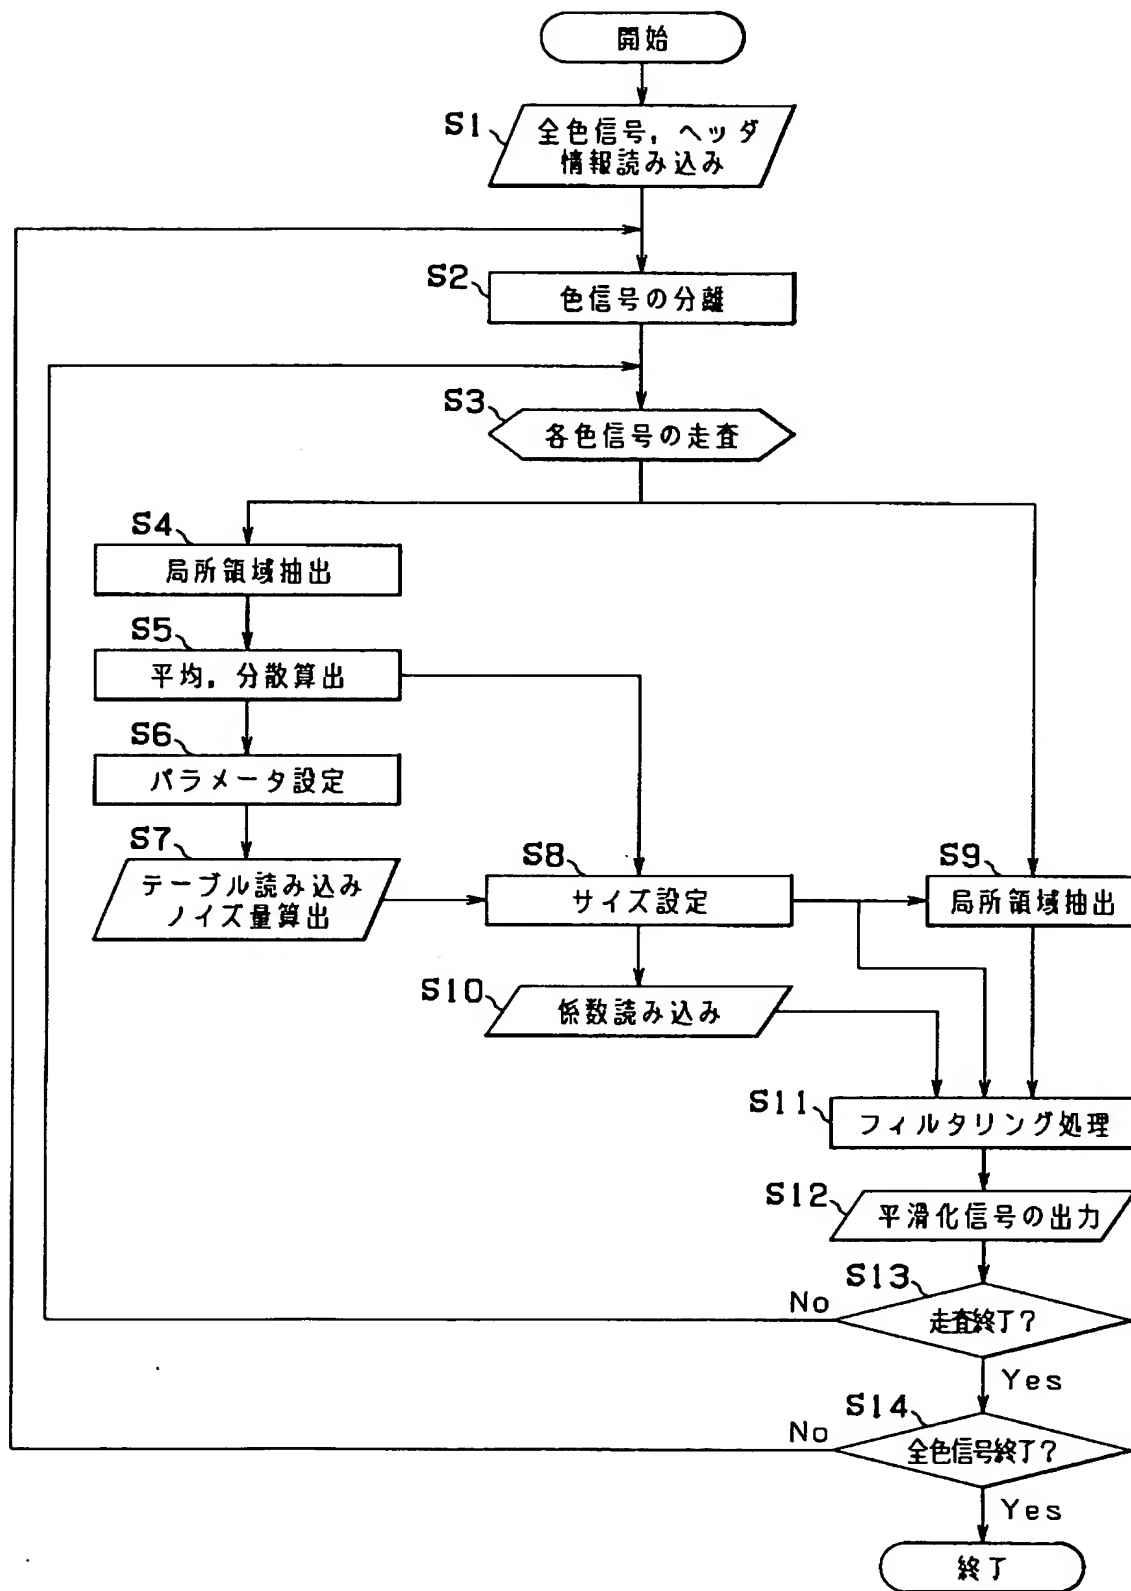 開始
S1
全色信号，ヘッダ
情報読み込み
S2
色信号の分離
S3
各色信号の走査
S4
局所領域抽出
S5
平均，分散算出
S6
パラメータ設定
S7
テーブル読み込み
ノイズ量算出
S8
サイズ設定
S9
局所領域抽出
S10
係数読み込み
S11
フィルタリング処理
S12
平滑化信号の出力
S13
走査終了？
No
Yes
S14
全色信号終了？
No
Yes
終了